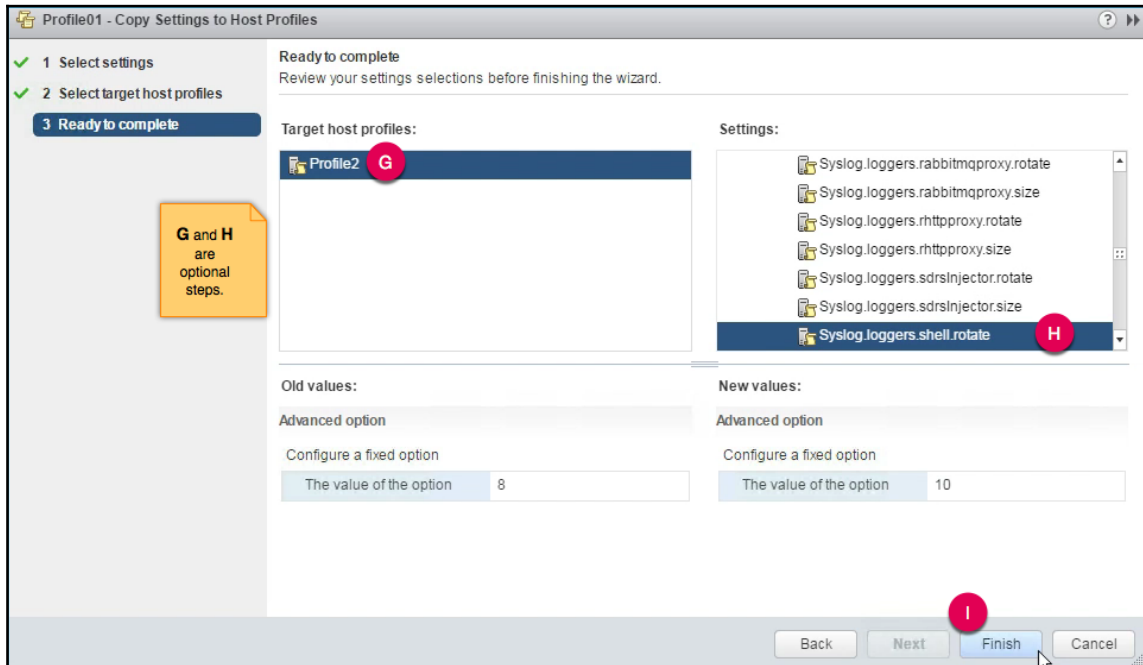 Profile01 - Copy Settings to Host Profiles
?
1 Select settings
2 Select target host profiles
3 Ready to complete
Ready to complete
Review your settings selections before finishing the wizard.
Target host profiles:
Profile2
G
G and H
are
optional
steps.
Settings:
Syslog.loggers.rabbitmqproxy.rotate
Syslog.loggers.rabbitmqproxy.size
Syslog.loggers.rhttpproxy.rotate
Syslog.loggers.rhttpproxy.size
Syslog.loggers.sdrsInjector.rotate
Syslog.loggers.sdrsInjector.size
Syslog.loggers.shell.rotate
H
Old values:
Advanced option
Configure a fixed option
The value of the option 8
New values:
Advanced option
Configure a fixed option
The value of the option 10
I
Back Next Finish Cancel